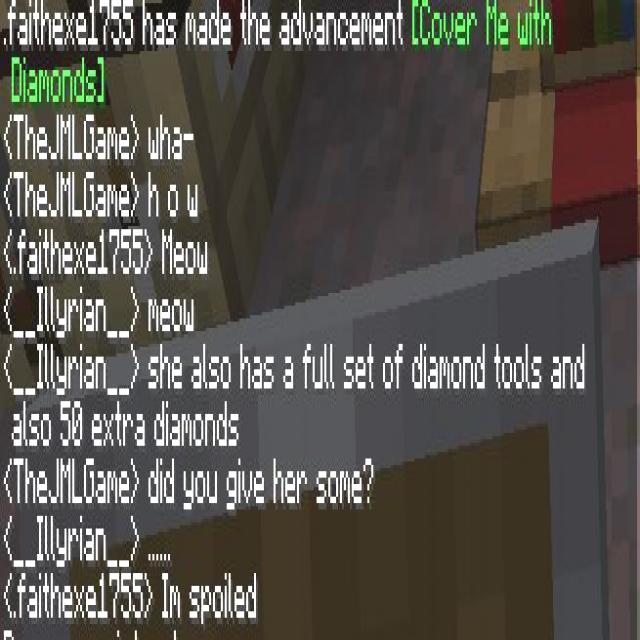 .faithexe1755 has made the advancement [Cover Me with
Diamonds]
<TheJMLGame> wha-
<TheJMLGame> h o w
<.faithexe1755> Meow
<__Illyrian__> meow
<__Illyrian__> she also has a full set of diamond tools and
also 50 extra diamonds
<TheJMLGame> did you give her some?
<__Illyrian__> .....
<.faithexe1755> Im spoiled